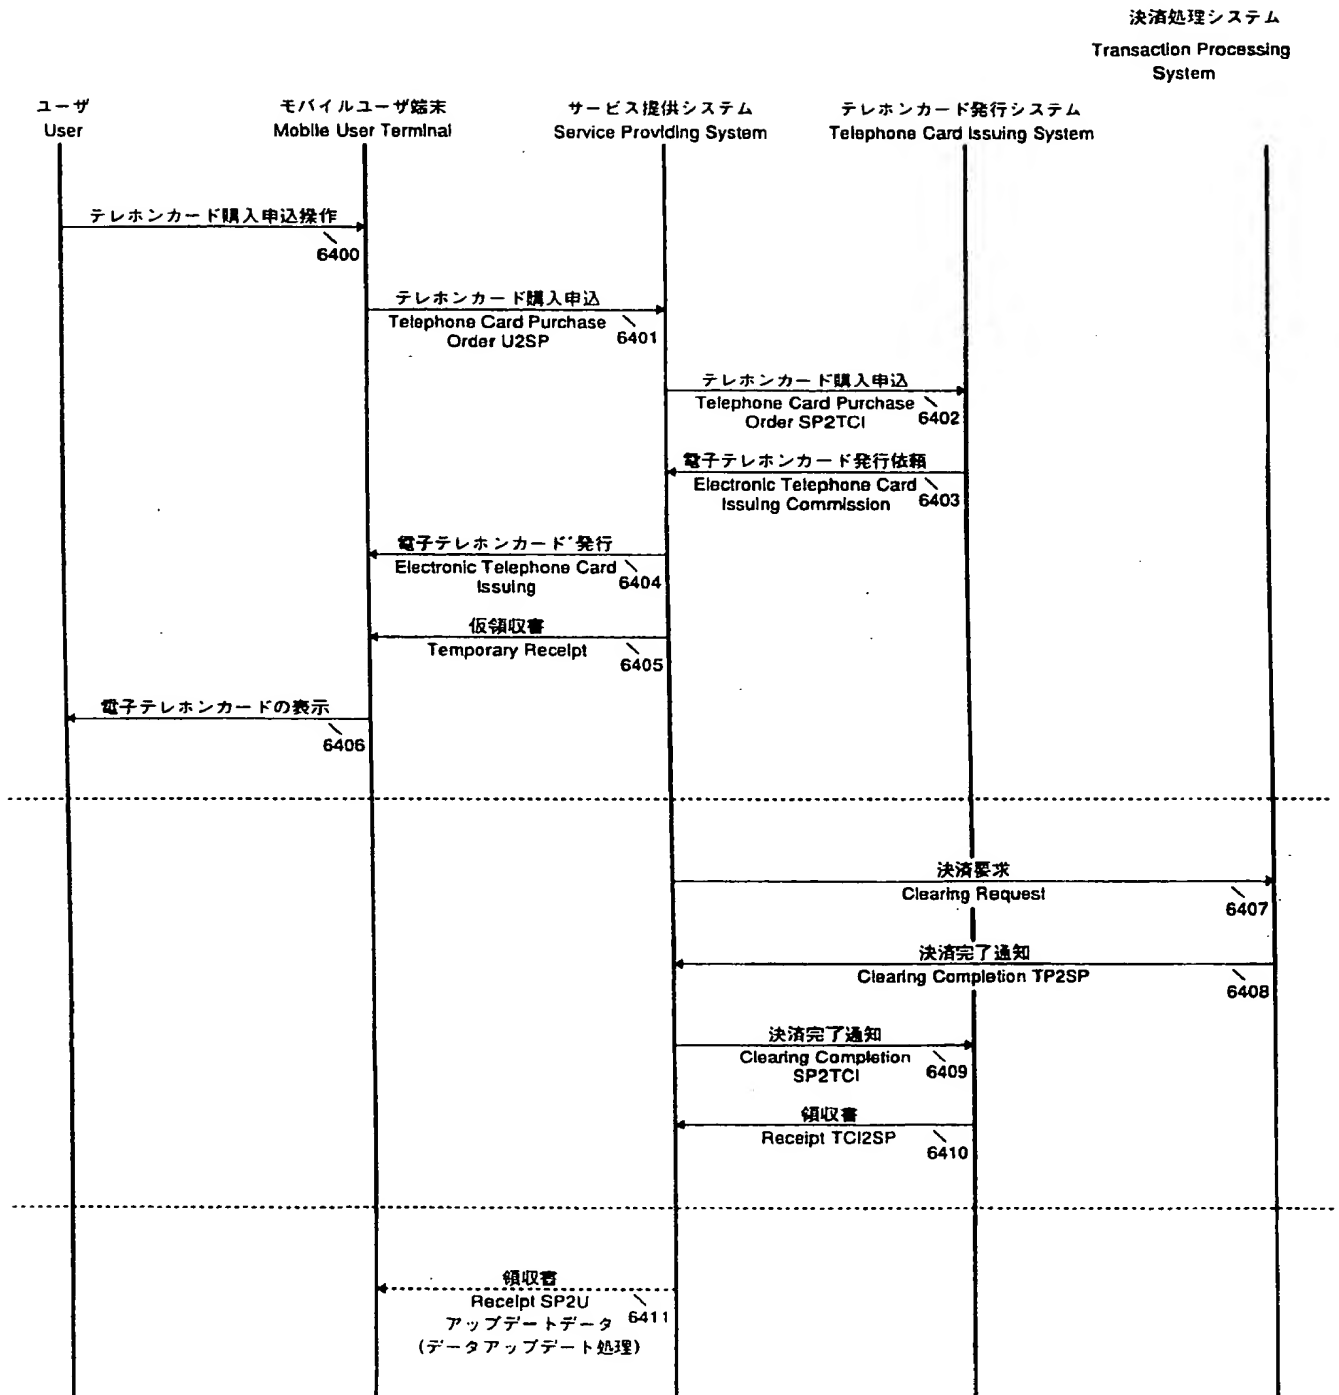 決済処理システム
Transaction Processing
System
ユーザ
User
モバイルユーザ端末
Mobile User Terminal
サービス提供システム
Service Providing System
テレホンカード発行システム
Telephone Card Issuing System
テレホンカード購入申込操作
6400
テレホンカード購入申込
Telephone Card Purchase
Order U2SP
6401
テレホンカード購入申込
Telephone Card Purchase
Order SP2TCI
6402
電子テレホンカード発行依頼
Electronic Telephone Card
Issuing Commission
6403
電子テレホンカード発行
Electronic Telephone Card
Issuing
6404
仮領収書
Temporary Receipt
6405
電子テレホンカードの表示
6406
決済要求
Clearing Request
6407
決済完了通知
Clearing Completion TP2SP
6408
決済完了通知
Clearing Completion
SP2TCI
6409
領収書
Receipt TCI2SP
6410
領収書
Receipt SP2U
6411
アップデートデータ
(データアップデート処理)